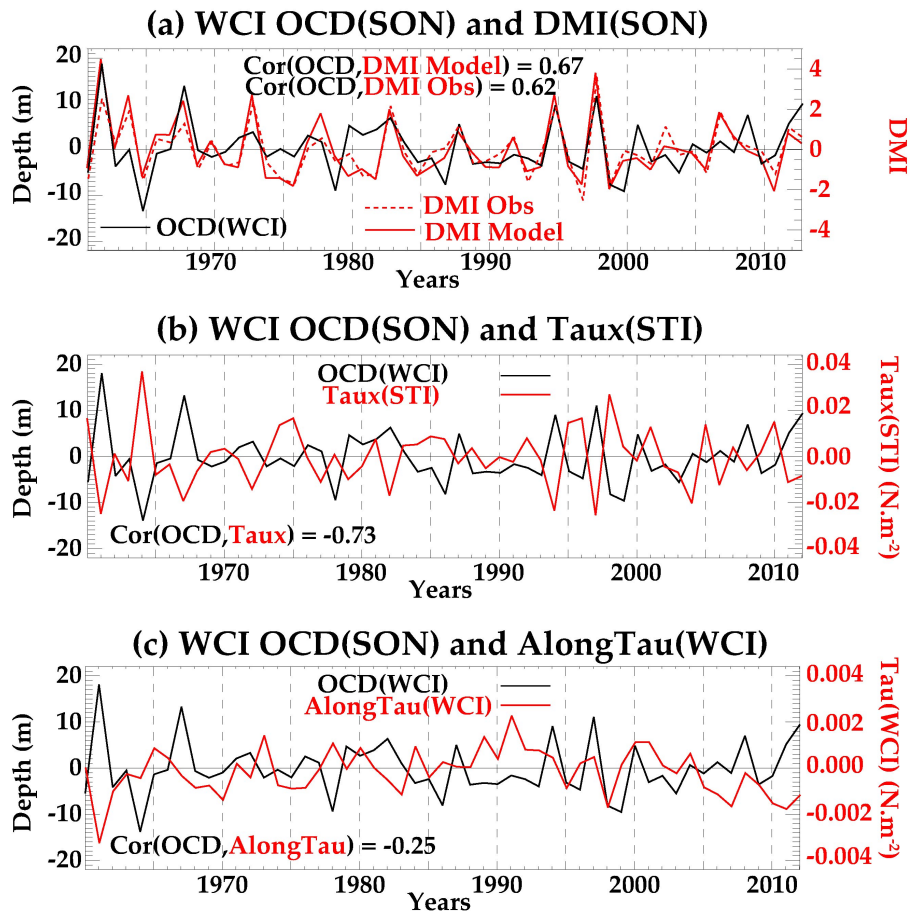 (a) WCI OCD(SON) and DMI(SON)
20
10
0
-10
-20
Depth (m)
Cor(OCD,DMI Model) = 0.67
Cor(OCD,DMI Obs) = 0.62
4
2
0
-2
-4
DMI
OCD(WCI)
DMI Obs
DMI Model
1970 1980 1990 2000 2010
Years
(b) WCI OCD(SON) and Taux(STI)
20
10
0
-10
-20
Depth (m)
OCD(WCI)
Taux(STI)
0.04
0.02
0.00
-0.02
-0.04
Taux(STI) (N.m⁻²)
Cor(OCD,Taux) = -0.73
1970 1980 1990 2000 2010
Years
(c) WCI OCD(SON) and AlongTau(WCI)
20
10
0
-10
-20
Depth (m)
OCD(WCI)
AlongTau(WCI)
0.004
0.002
0.000
-0.002
-0.004
Tau(WCI) (N.m⁻²)
Cor(OCD,AlongTau) = -0.25
1970 1980 1990 2000 2010
Years